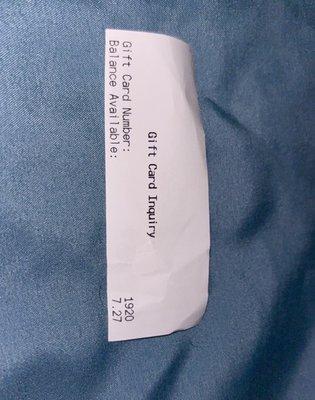 Gift Card Inquiry
Gift Card Number: 1920
Balance Available: 7.27